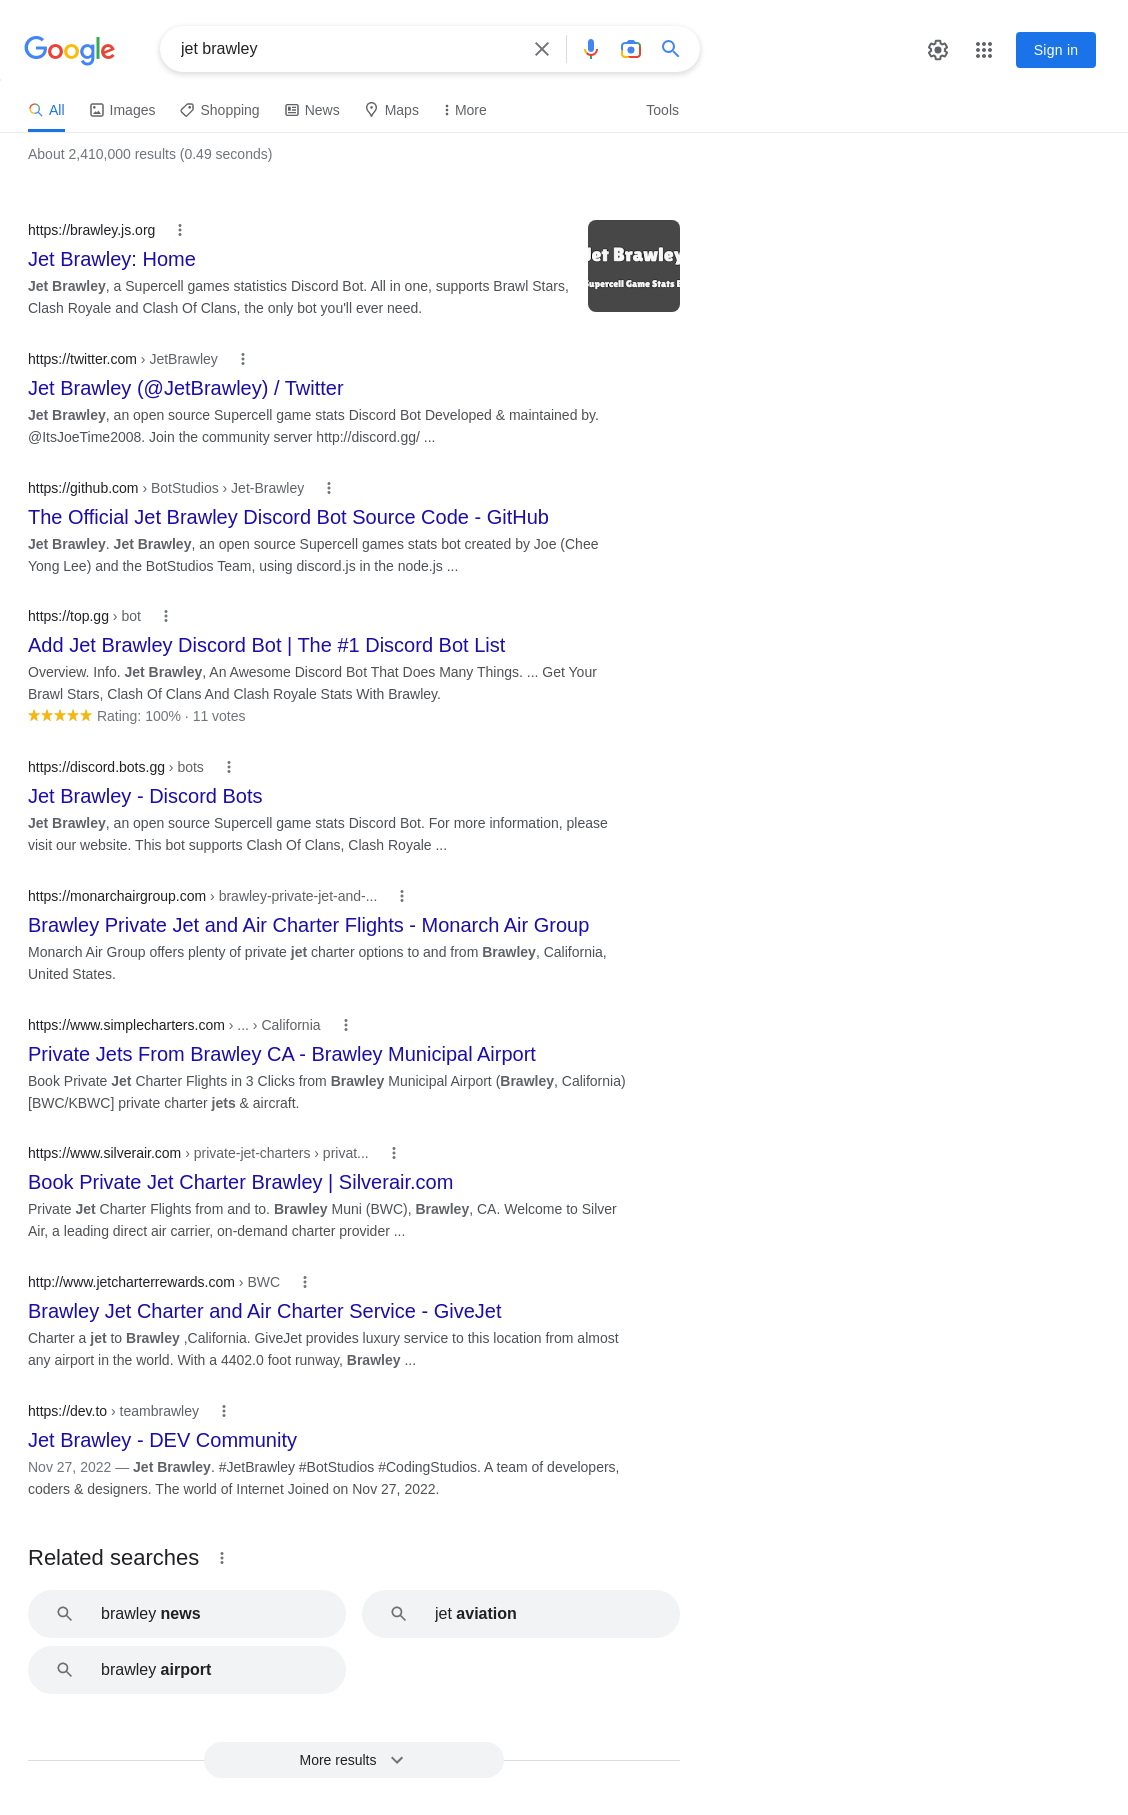 Google
jet brawley
Sign in
All Images Shopping News Maps More Tools
About 2,410,000 results (0.49 seconds)
https://brawley.js.org
Jet Brawley: Home
Jet Brawley, a Supercell games statistics Discord Bot. All in one, supports Brawl Stars,
Clash Royale and Clash Of Clans, the only bot you'll ever need.
Jet Brawley
Supercell Game Stats B
https://twitter.com › JetBrawley
Jet Brawley (@JetBrawley) / Twitter
Jet Brawley, an open source Supercell game stats Discord Bot Developed & maintained by.
@ItsJoeTime2008. Join the community server http://discord.gg/ ...
https://github.com › BotStudios › Jet-Brawley
The Official Jet Brawley Discord Bot Source Code - GitHub
Jet Brawley. Jet Brawley, an open source Supercell games stats bot created by Joe (Chee
Yong Lee) and the BotStudios Team, using discord.js in the node.js ...
https://top.gg › bot
Add Jet Brawley Discord Bot | The #1 Discord Bot List
Overview. Info. Jet Brawley, An Awesome Discord Bot That Does Many Things. ... Get Your
Brawl Stars, Clash Of Clans And Clash Royale Stats With Brawley.
Rating: 100% · 11 votes
https://discord.bots.gg › bots
Jet Brawley - Discord Bots
Jet Brawley, an open source Supercell game stats Discord Bot. For more information, please
visit our website. This bot supports Clash Of Clans, Clash Royale ...
https://monarchairgroup.com › brawley-private-jet-and-...
Brawley Private Jet and Air Charter Flights - Monarch Air Group
Monarch Air Group offers plenty of private jet charter options to and from Brawley, California,
United States.
https://www.simplecharters.com › ... › California
Private Jets From Brawley CA - Brawley Municipal Airport
Book Private Jet Charter Flights in 3 Clicks from Brawley Municipal Airport (Brawley, California)
[BWC/KBWC] private charter jets & aircraft.
https://www.silverair.com › private-jet-charters › privat...
Book Private Jet Charter Brawley | Silverair.com
Private Jet Charter Flights from and to. Brawley Muni (BWC), Brawley, CA. Welcome to Silver
Air, a leading direct air carrier, on-demand charter provider ...
http://www.jetcharterrewards.com › BWC
Brawley Jet Charter and Air Charter Service - GiveJet
Charter a jet to Brawley ,California. GiveJet provides luxury service to this location from almost
any airport in the world. With a 4402.0 foot runway, Brawley ...
https://dev.to › teambrawley
Jet Brawley - DEV Community
Nov 27, 2022 — Jet Brawley. #JetBrawley #BotStudios #CodingStudios. A team of developers,
coders & designers. The world of Internet Joined on Nov 27, 2022.
Related searches
brawley news
jet aviation
brawley airport
More results